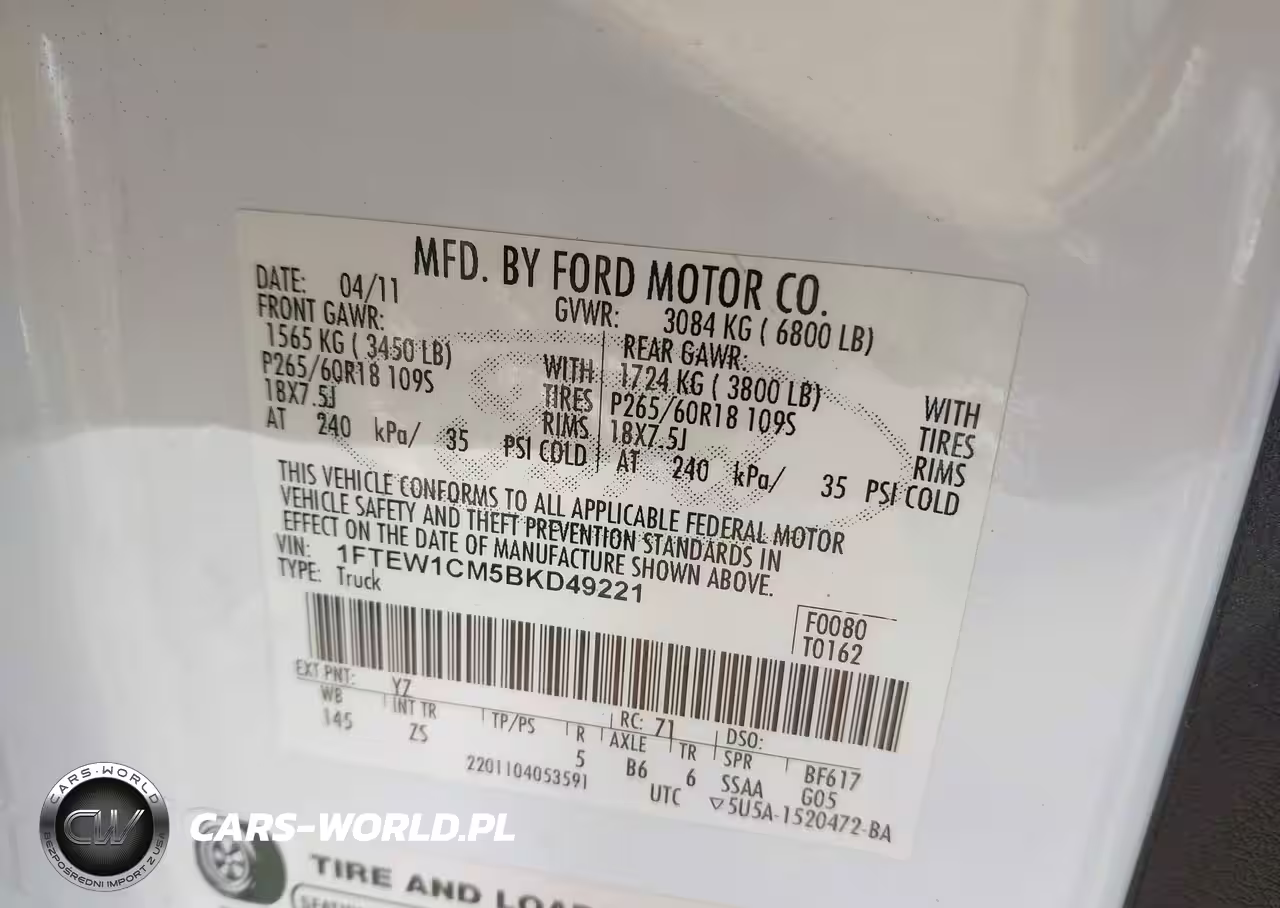 MFD. BY FORD MOTOR CO.
DATE: 04/11 GVWR: 3084 KG ( 6800 LB)
FRONT GAWR: REAR GAWR:
1565 KG ( 3450 LB) WITH 1724 KG ( 3800 LB) WITH
P265/60R18 109S TIRES P265/60R18 109S TIRES
18X7.5J RIMS 18X7.5J RIMS
AT 240 kPa/ 35 PSI COLD AT 240 kPa/ 35 PSI COLD
THIS VEHICLE CONFORMS TO ALL APPLICABLE FEDERAL MOTOR
VEHICLE SAFETY AND THEFT PREVENTION STANDARDS IN
EFFECT ON THE DATE OF MANUFACTURE SHOWN ABOVE.
VIN: 1FTEW1CM5BKD49221
TYPE: Truck
F0080
T0162
EXT PNT: YZ RC: 71 DSO:
WB INT TR TP/PS R AXLE TR SPR BF617
145 ZS 5 B6 6 SSAA G05
2201104053591 UTC ▽5U5A-1520472-BA
CARS-WORLD
CW
BEZPOŚREDNI IMPORT Z USA
CARS-WORLD.PL
TIRE AND LOAD